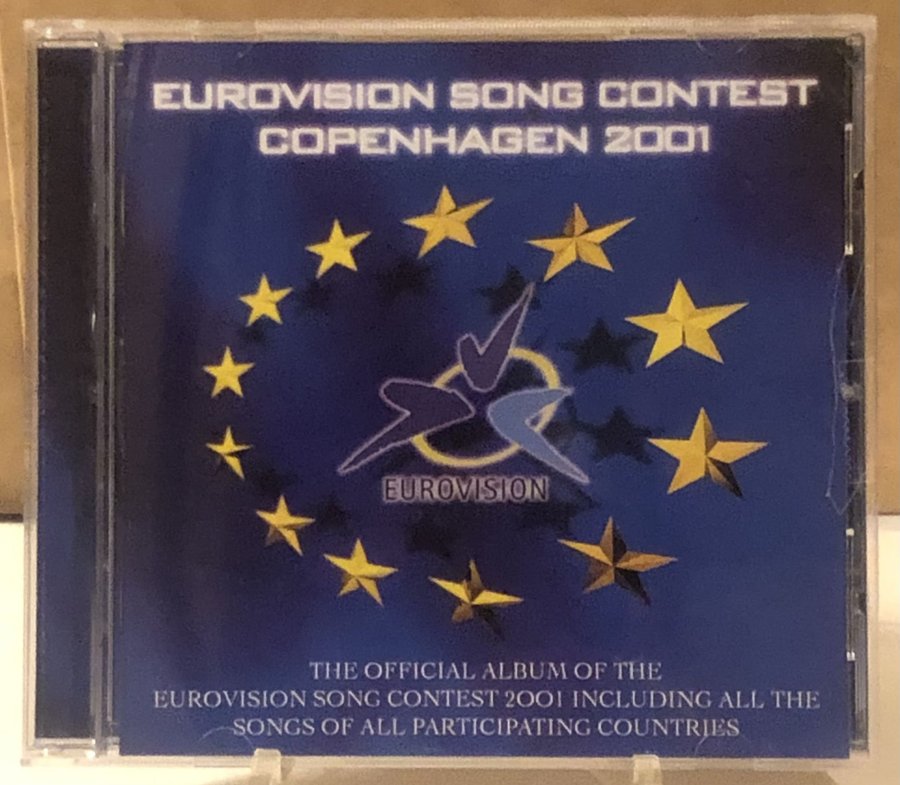 EUROVISION SONG CONTEST
COPENHAGEN 2001
EUROVISION
THE OFFICIAL ALBUM OF THE
EUROVISION SONG CONTEST 2001 INCLUDING ALL THE
SONGS OF ALL PARTICIPATING COUNTRIES